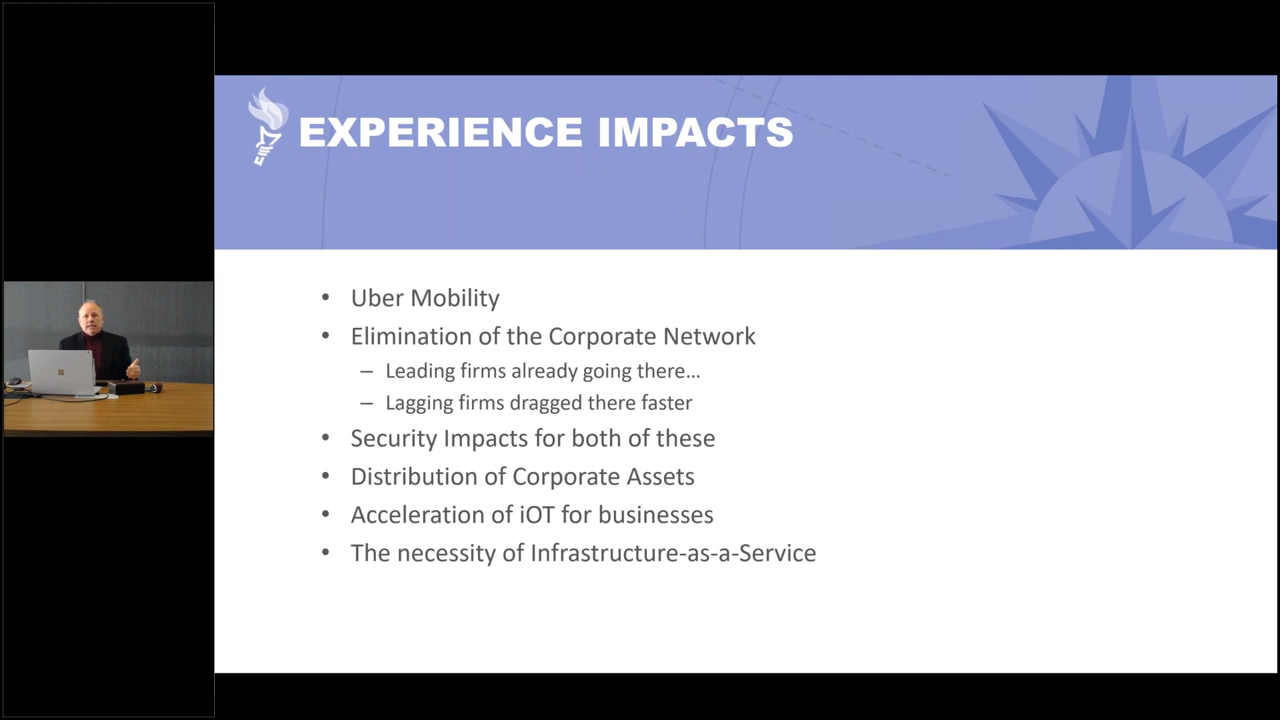 EXPERIENCE IMPACTS
• Uber Mobility
• Elimination of the Corporate Network
– Leading firms already going there…
– Lagging firms dragged there faster
• Security Impacts for both of these
• Distribution of Corporate Assets
• Acceleration of iOT for businesses
• The necessity of Infrastructure-as-a-Service